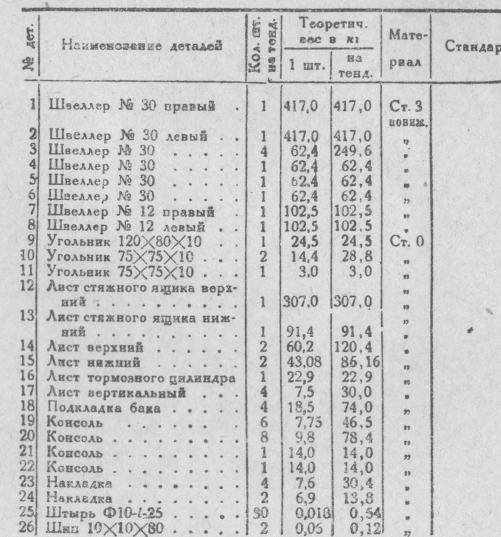 № дет. Наименование деталей Кол. шт. на тенд. Теоретич. вес в кг Мате- Стандар
1 шт. на тенд. риал
1 Швеллер № 30 правый . 1 417,0 417,0 Ст. 3
повыж.
2 Швеллер № 30 левый . . 1 417,0 417,0 „
3 Швеллер № 30 . . . . . 4 62,4 249,6 „
4 Швеллер № 30 . . . . . 1 62,4 62,4 „
5 Швеллер № 30 . . . . . 1 62,4 62,4 „
6 Швеллер № 30 . . . . . 1 62,4 62,4 „
7 Швеллер № 12 правый . 1 102,5 102,5 „
8 Швеллер № 12 левый . . 1 102,5 102,5 „
9 Угольник 120×80×10 . . 1 24,5 24,5 Ст. 0
10 Угольник 75×75×10 . . . 2 14,4 28,8 „
11 Угольник 75×75×10 . . . 1 3,0 3,0 „
12 Лист стяжного ящика верх- „
ний . . . . . . . . . 1 307,0 307,0 „
13 Лист стяжного ящика ниж- „
ний . . . . . . . . . 1 91,4 91,4 „
14 Лист верхний . . . . . 2 60,2 120,4 „
15 Лист нижний . . . . . 2 43,08 86,16 „
16 Лист тормозного цилиндра 1 22,9 22,9 „
17 Лист вертикальный . . . 4 7,5 30,0 „
18 Подкладка бака . . . . 4 18,5 74,0 „
19 Консоль . . . . . . . 6 7,75 46,5 „
20 Консоль . . . . . . . 8 9,8 78,4 „
21 Консоль . . . . . . . 1 14,0 14,0 „
22 Консоль . . . . . . . 1 14,0 14,0 „
23 Накладка . . . . . . . 4 7,6 30,4 „
24 Накладка . . . . . . . 2 6,9 13,8 „
25 Штырь Ф10-l-25 30 0,018 0,54 „
26 Шип 10×10×80 . . . . 2 0,05 0,12 „